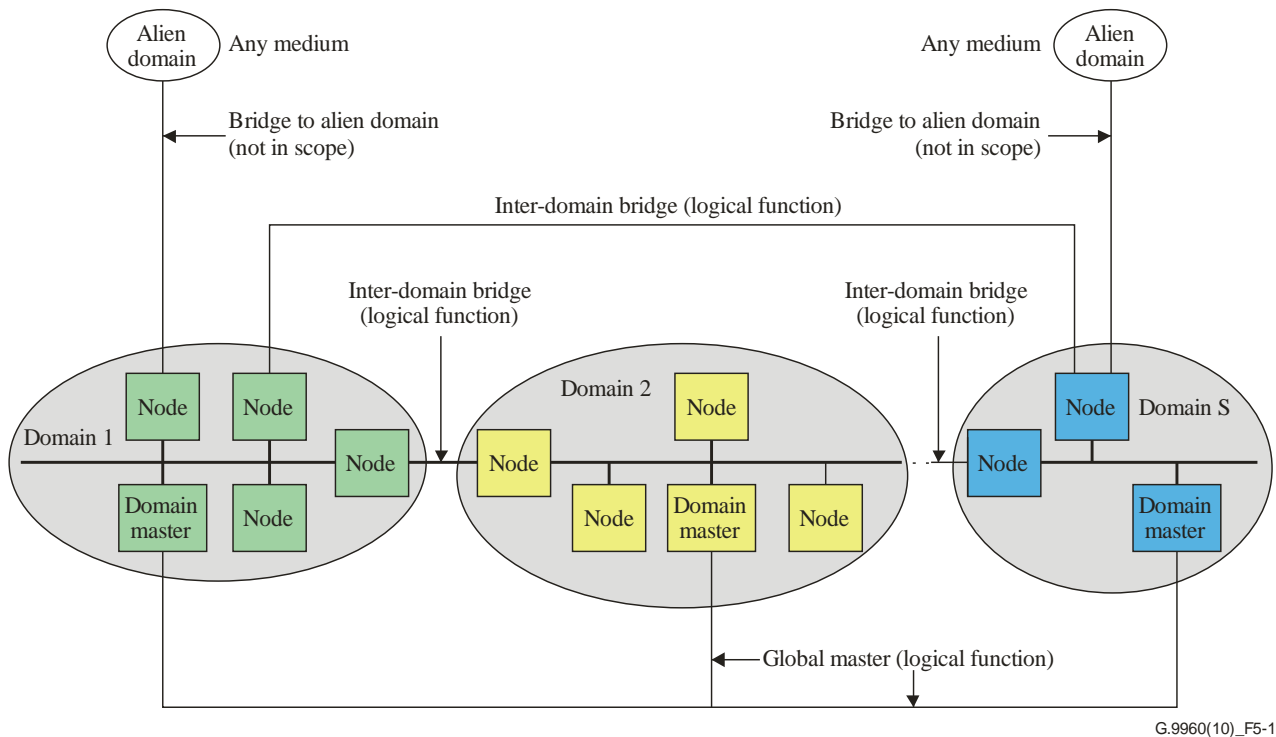 Alien
domain
Any medium
Any medium
Alien
domain
Bridge to alien domain
(not in scope)
Bridge to alien domain
(not in scope)
Inter-domain bridge (logical function)
Inter-domain bridge
(logical function)
Inter-domain bridge
(logical function)
Domain 1
Node
Node
Node
Domain
master
Node
Domain 2
Node
Node
Node
Domain
master
Node
Domain S
Node
Node
Domain
master
Global master (logical function)
G.9960(10)_F5-1